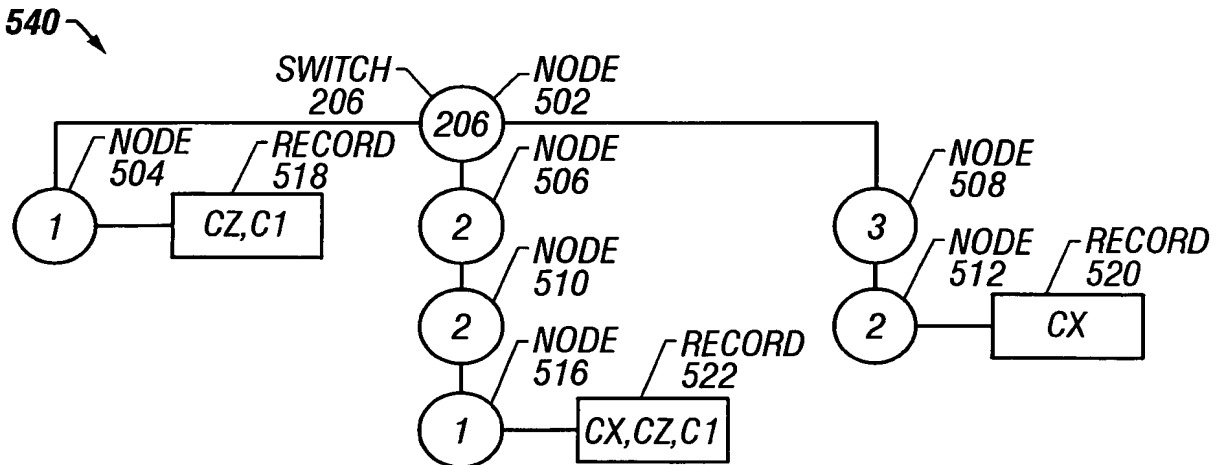 540
SWITCH
206
206
NODE
502
NODE
504
1
RECORD
518
CZ,C1
NODE
506
2
NODE
510
2
NODE
516
1
RECORD
522
CX,CZ,C1
NODE
508
3
NODE
512
2
RECORD
520
CX